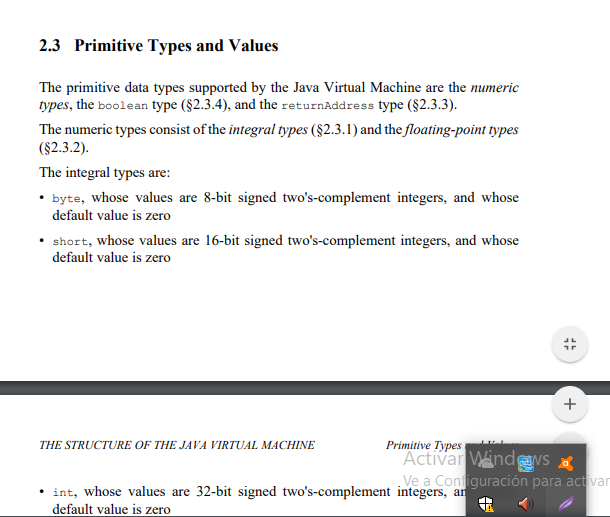 2.3 Primitive Types and Values
The primitive data types supported by the Java Virtual Machine are the numeric
types, the boolean type (§2.3.4), and the returnAddress type (§2.3.3).
The numeric types consist of the integral types (§2.3.1) and the floating-point types
(§2.3.2).
The integral types are:
• byte, whose values are 8-bit signed two's-complement integers, and whose
default value is zero
• short, whose values are 16-bit signed two's-complement integers, and whose
default value is zero
THE STRUCTURE OF THE JAVA VIRTUAL MACHINE
Primitive Types
Activar Windows
Ve a Configuración para activar
• int, whose values are 32-bit signed two's-complement integers,
default value is zero